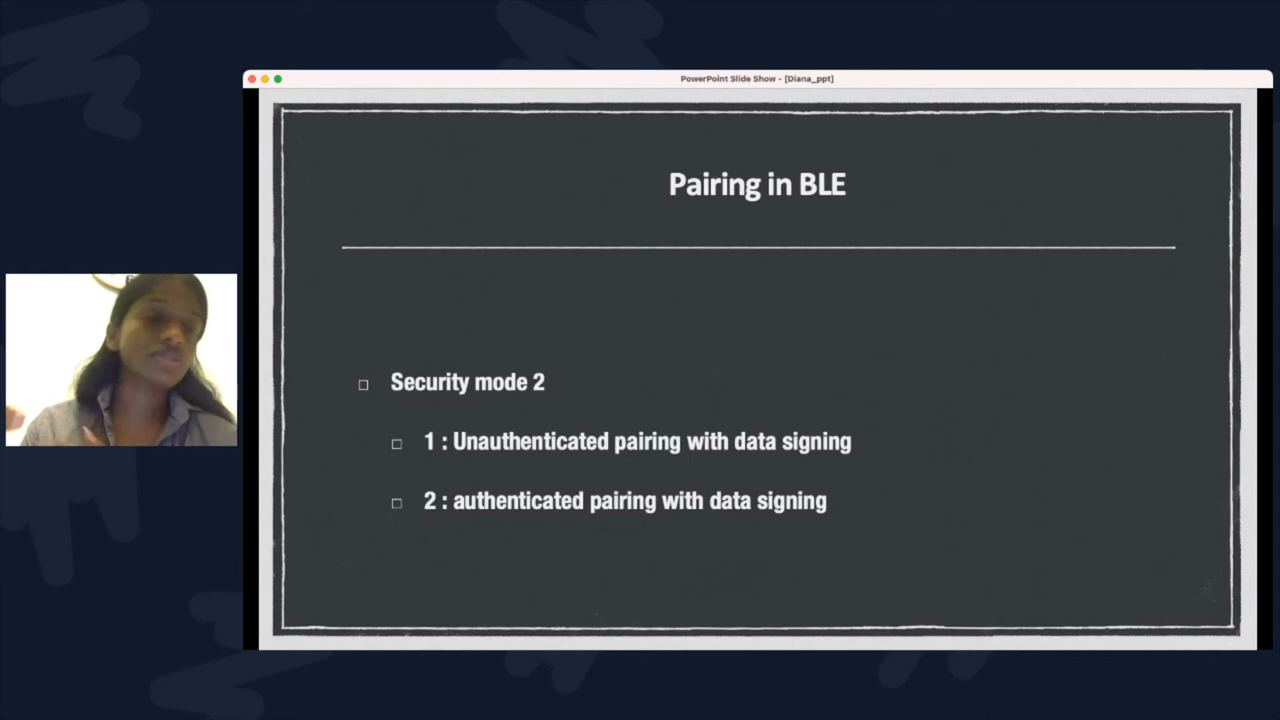 PowerPoint Slide Show - [Diana_ppt]
Pairing in BLE
Security mode 2
1 : Unauthenticated pairing with data signing
2 : authenticated pairing with data signing